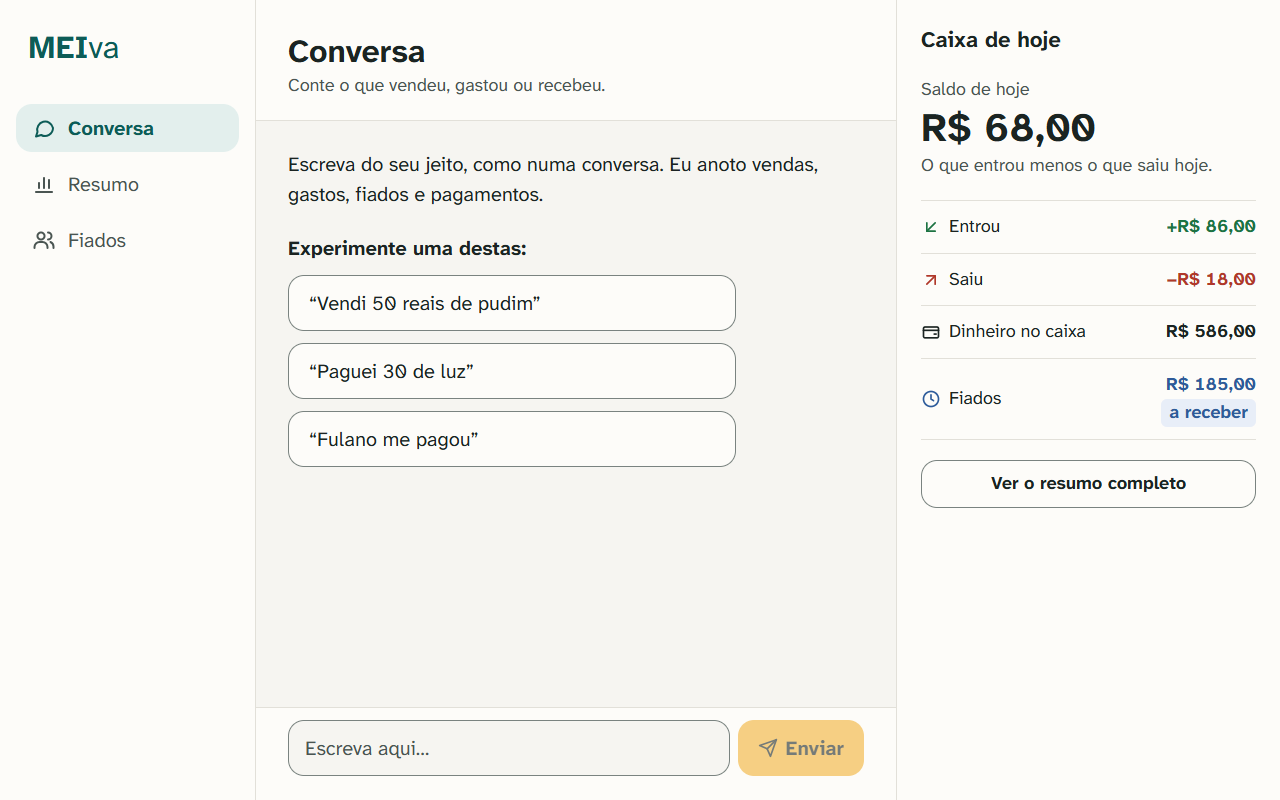 MEIva
Conversa
Resumo
Fiados
Conversa
Conte o que vendeu, gastou ou recebeu.
Escreva do seu jeito, como numa conversa. Eu anoto vendas,
gastos, fiados e pagamentos.
Experimente uma destas:
“Vendi 50 reais de pudim”
“Paguei 30 de luz”
“Fulano me pagou”
Escreva aqui...
Enviar
Caixa de hoje
Saldo de hoje
R$ 68,00
O que entrou menos o que saiu hoje.
Entrou +R$ 86,00
Saiu –R$ 18,00
Dinheiro no caixa R$ 586,00
Fiados R$ 185,00
a receber
Ver o resumo completo